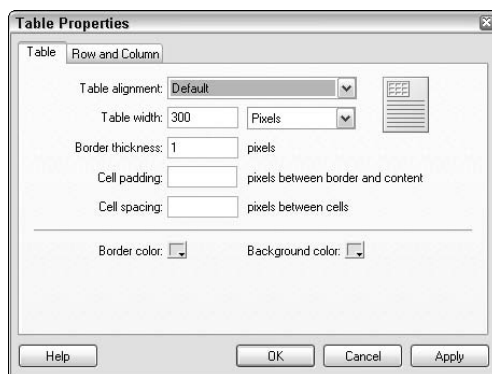 Table Properties
Table
Row and Column
Table alignment: Default
Table width: 300 Pixels
Border thickness: 1 pixels
Cell padding: pixels between border and content
Cell spacing: pixels between cells
Border color: Background color:
Help OK Cancel Apply